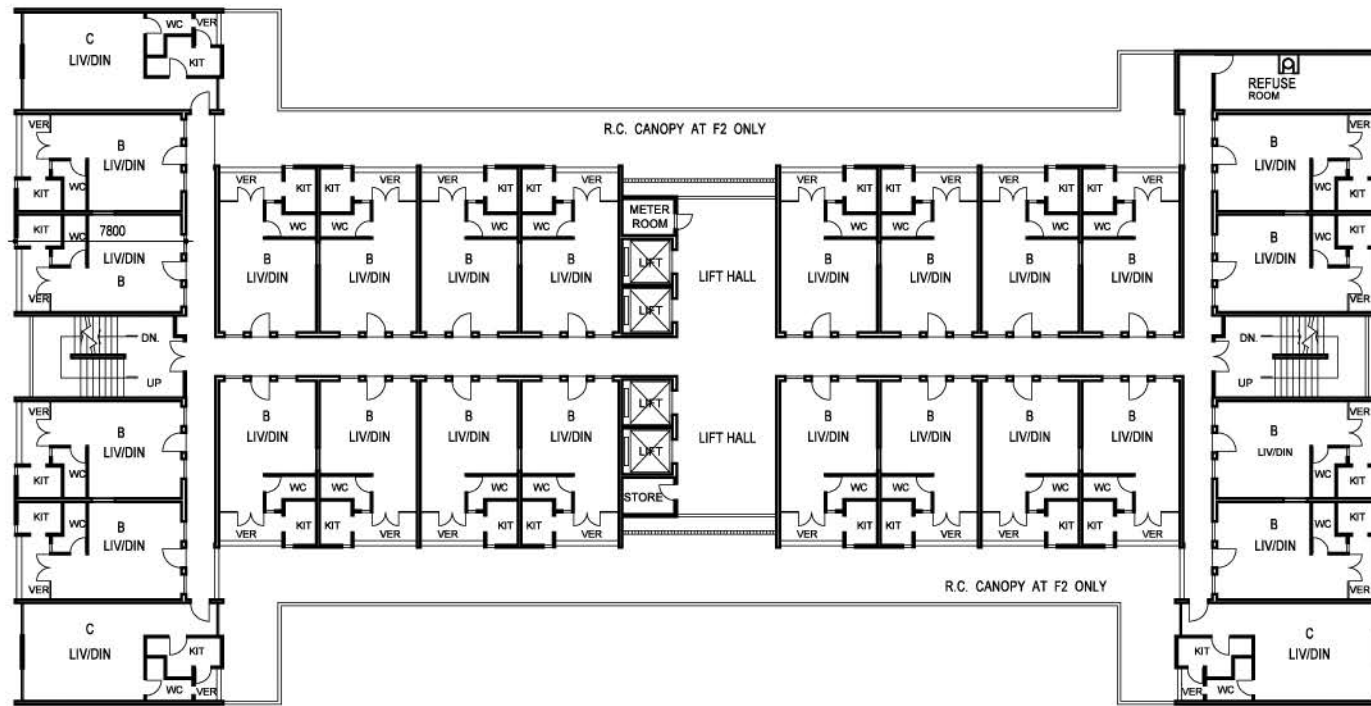 C
LIV/DIN
WC
VER
KIT
REFUSE
ROOM
R.C. CANOPY AT F2 ONLY
VER
B
LIV/DIN
KIT
WC
B
LIV/DIN
VER
WC
KIT
VER
KIT
KIT
VER
VER
KIT
KIT
VER
WC
WC
WC
WC
METER
ROOM
VER
KIT
KIT
VER
VER
KIT
KIT
VER
WC
WC
WC
WC
KIT
WC
7800
LIV/DIN
B
VER
B
LIV/DIN
B
LIV/DIN
B
LIV/DIN
B
LIV/DIN
LIFT
LIFT
LIFT HALL
B
LIV/DIN
B
LIV/DIN
B
LIV/DIN
B
LIV/DIN
B
LIV/DIN
WC
KIT
VER
DN.
UP
DN.
UP
VER
B
LIV/DIN
KIT
WC
B
LIV/DIN
B
LIV/DIN
B
LIV/DIN
B
LIV/DIN
LIFT
LIFT
LIFT HALL
B
LIV/DIN
B
LIV/DIN
B
LIV/DIN
B
LIV/DIN
B
LIV/DIN
VER
WC
KIT
WC
WC
WC
WC
STORE
WC
WC
WC
WC
KIT
WC
B
LIV/DIN
VER
VER
KIT
KIT
VER
VER
KIT
KIT
VER
VER
KIT
KIT
VER
VER
KIT
KIT
VER
B
LIV/DIN
WC
KIT
VER
R.C. CANOPY AT F2 ONLY
C
LIV/DIN
KIT
WC
VER
KIT
VER
WC
C
LIV/DIN